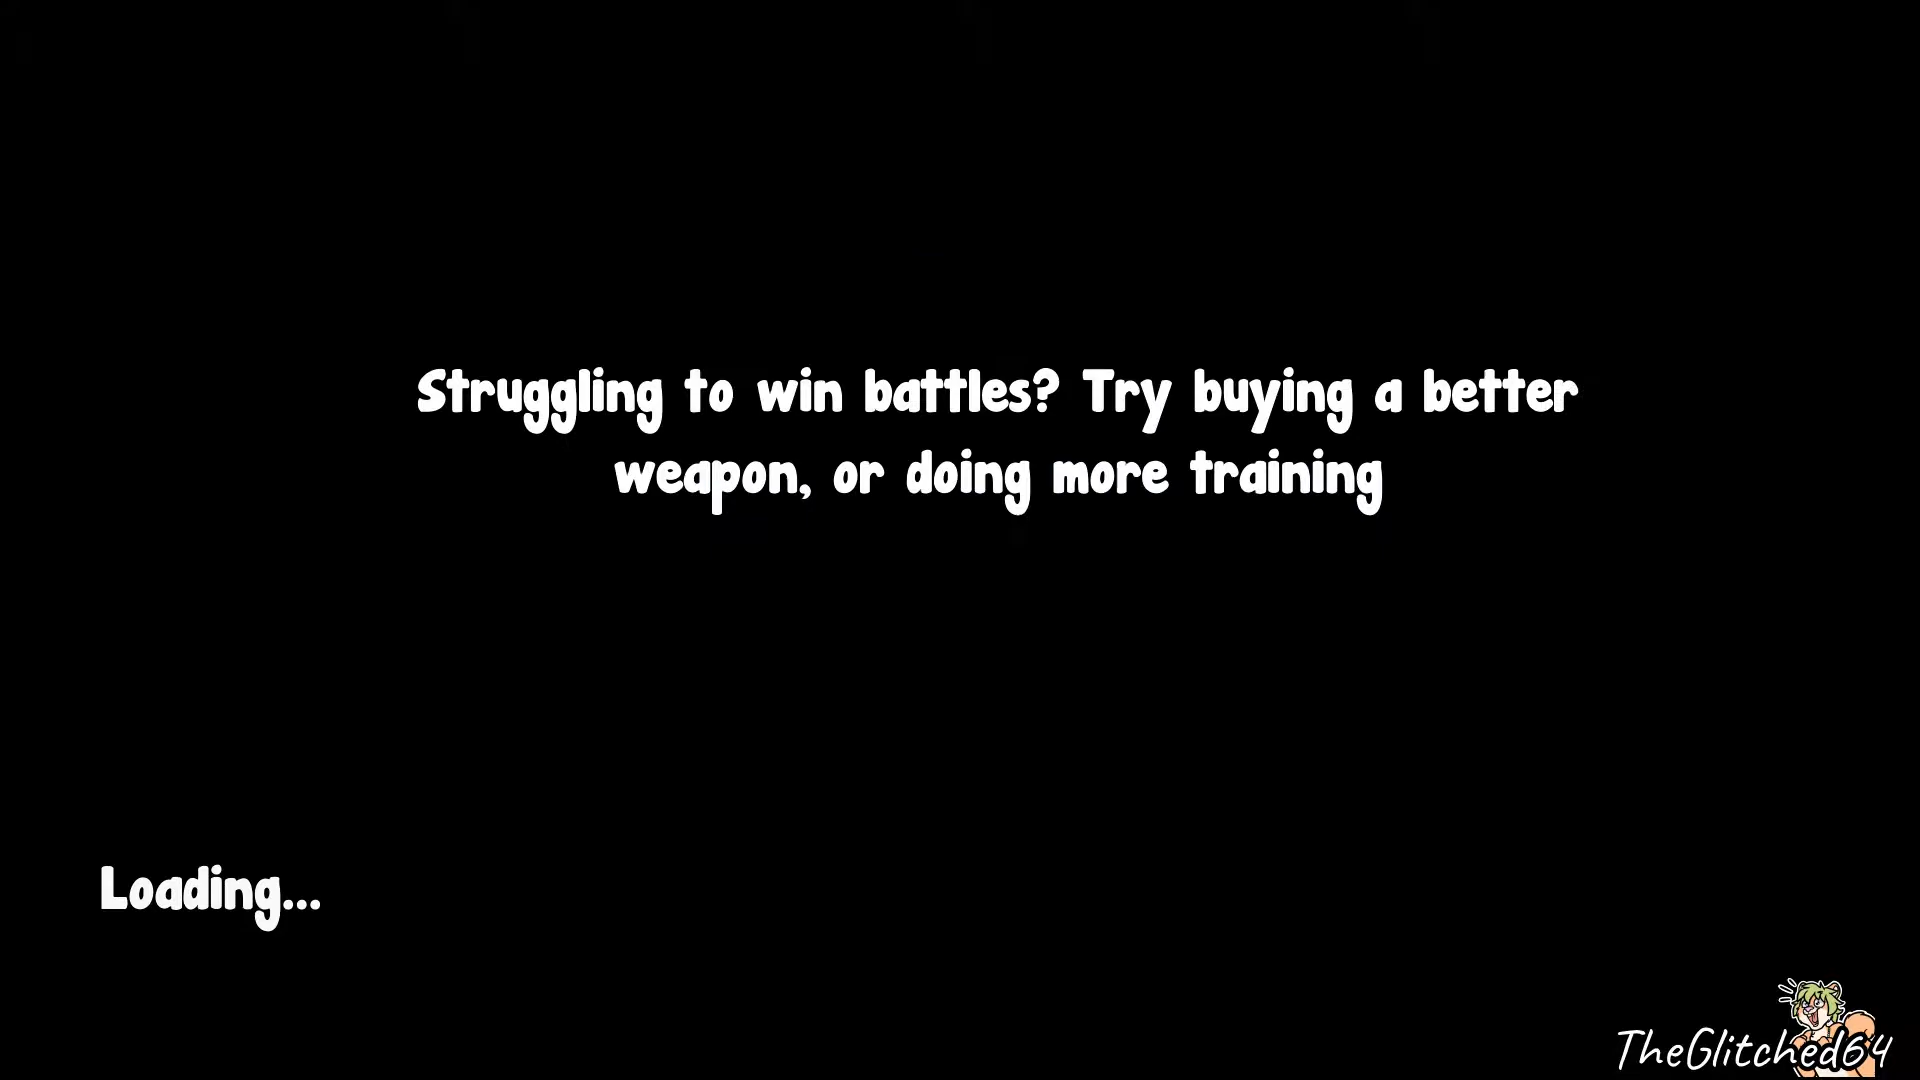 Struggling to win battles? Try buying a better
weapon, or doing more training
Loading...
TheGlitched64